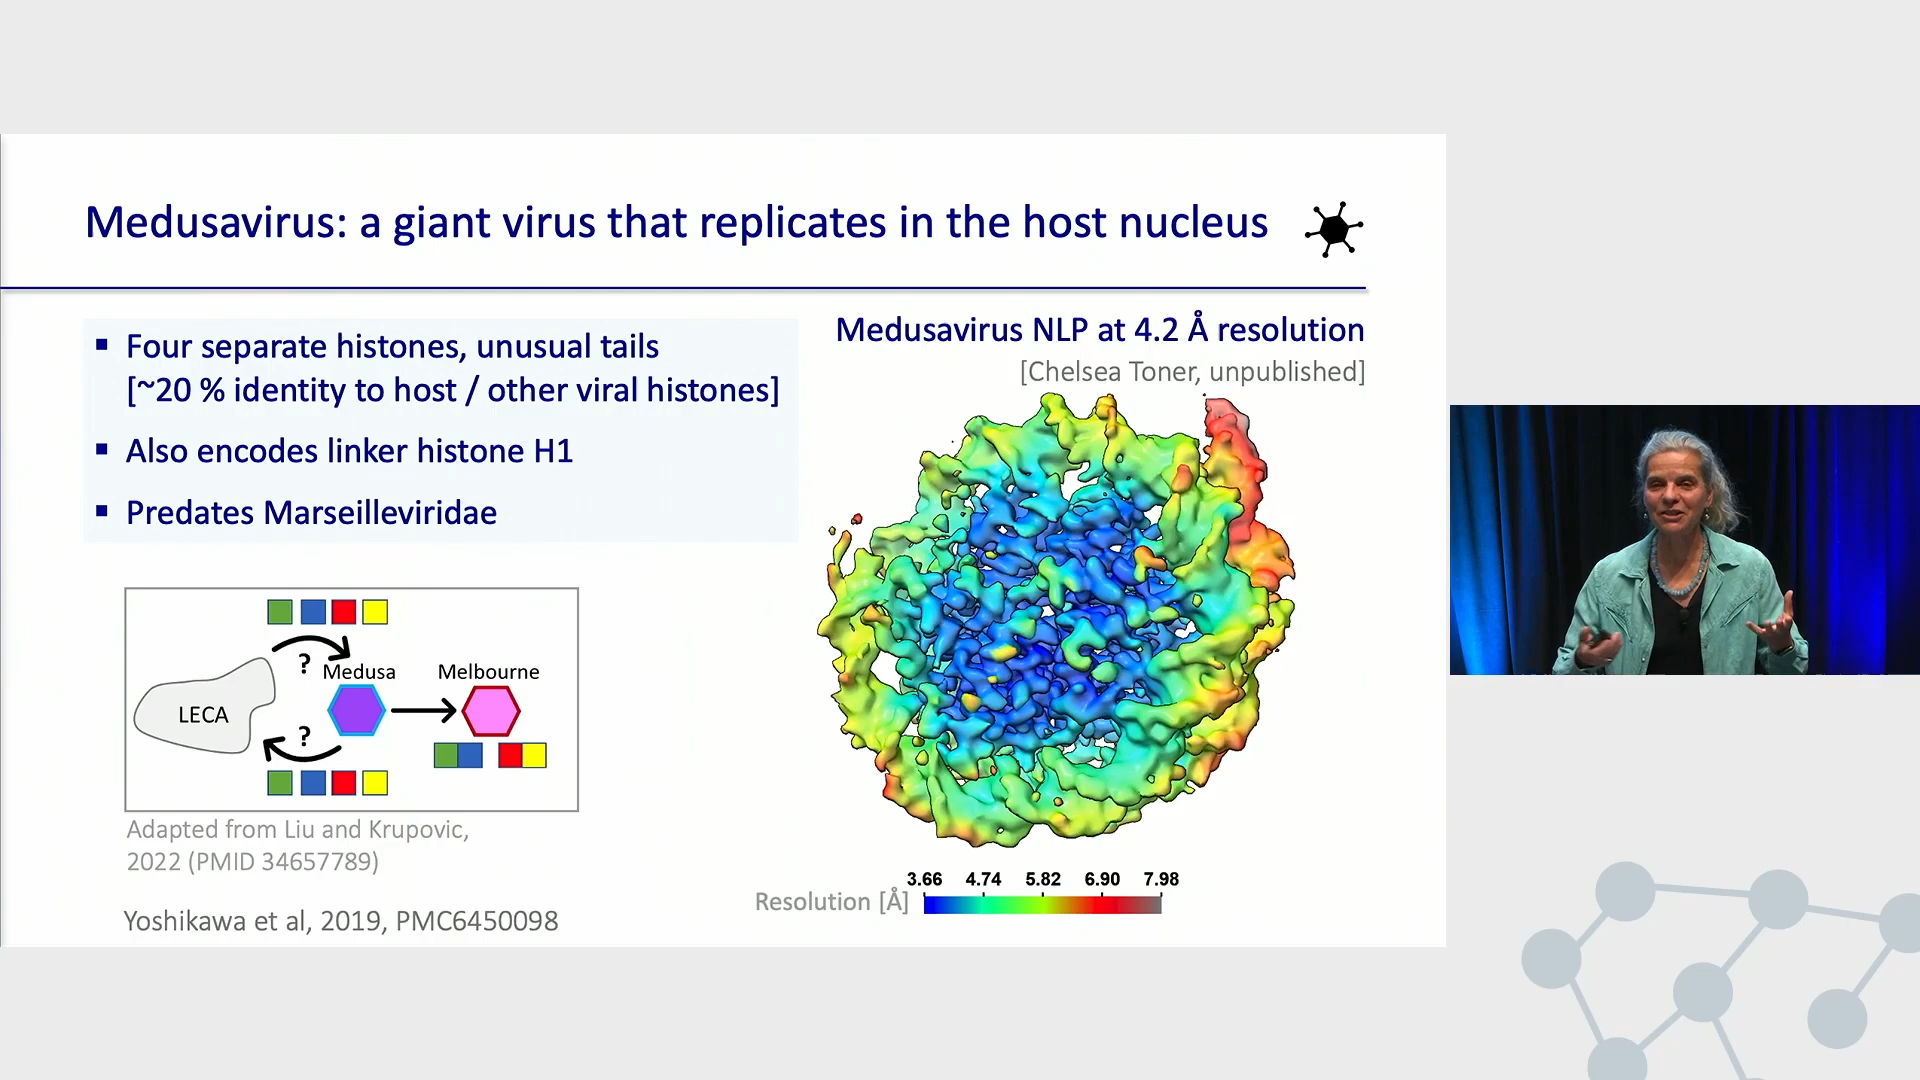 Medusavirus: a giant virus that replicates in the host nucleus
Four separate histones, unusual tails
[~20 % identity to host / other viral histones]
Also encodes linker histone H1
Predates Marseilleviridae
Medusavirus NLP at 4.2 Å resolution
[Chelsea Toner, unpublished]
? Medusa Melbourne
LECA
?
Adapted from Liu and Krupovic,
2022 (PMID 34657789)
Yoshikawa et al, 2019, PMC6450098
3.66 4.74 5.82 6.90 7.98
Resolution [Å]